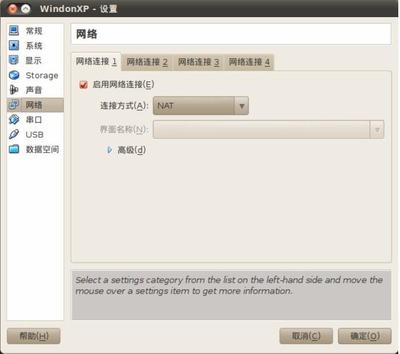 WindonXP - 设置
常规
系统
显示
Storage
声音
网络
串口
USB
数据空间
网络
网络连接 1 网络连接 2 网络连接 3 网络连接 4
启用网络连接(E)
连接方式(A): NAT
界面名称(N):
高级(d)
Select a settings category from the list on the left-hand side and move the
mouse over a settings item to get more information.
帮助(H) 取消(C) 确定(O)